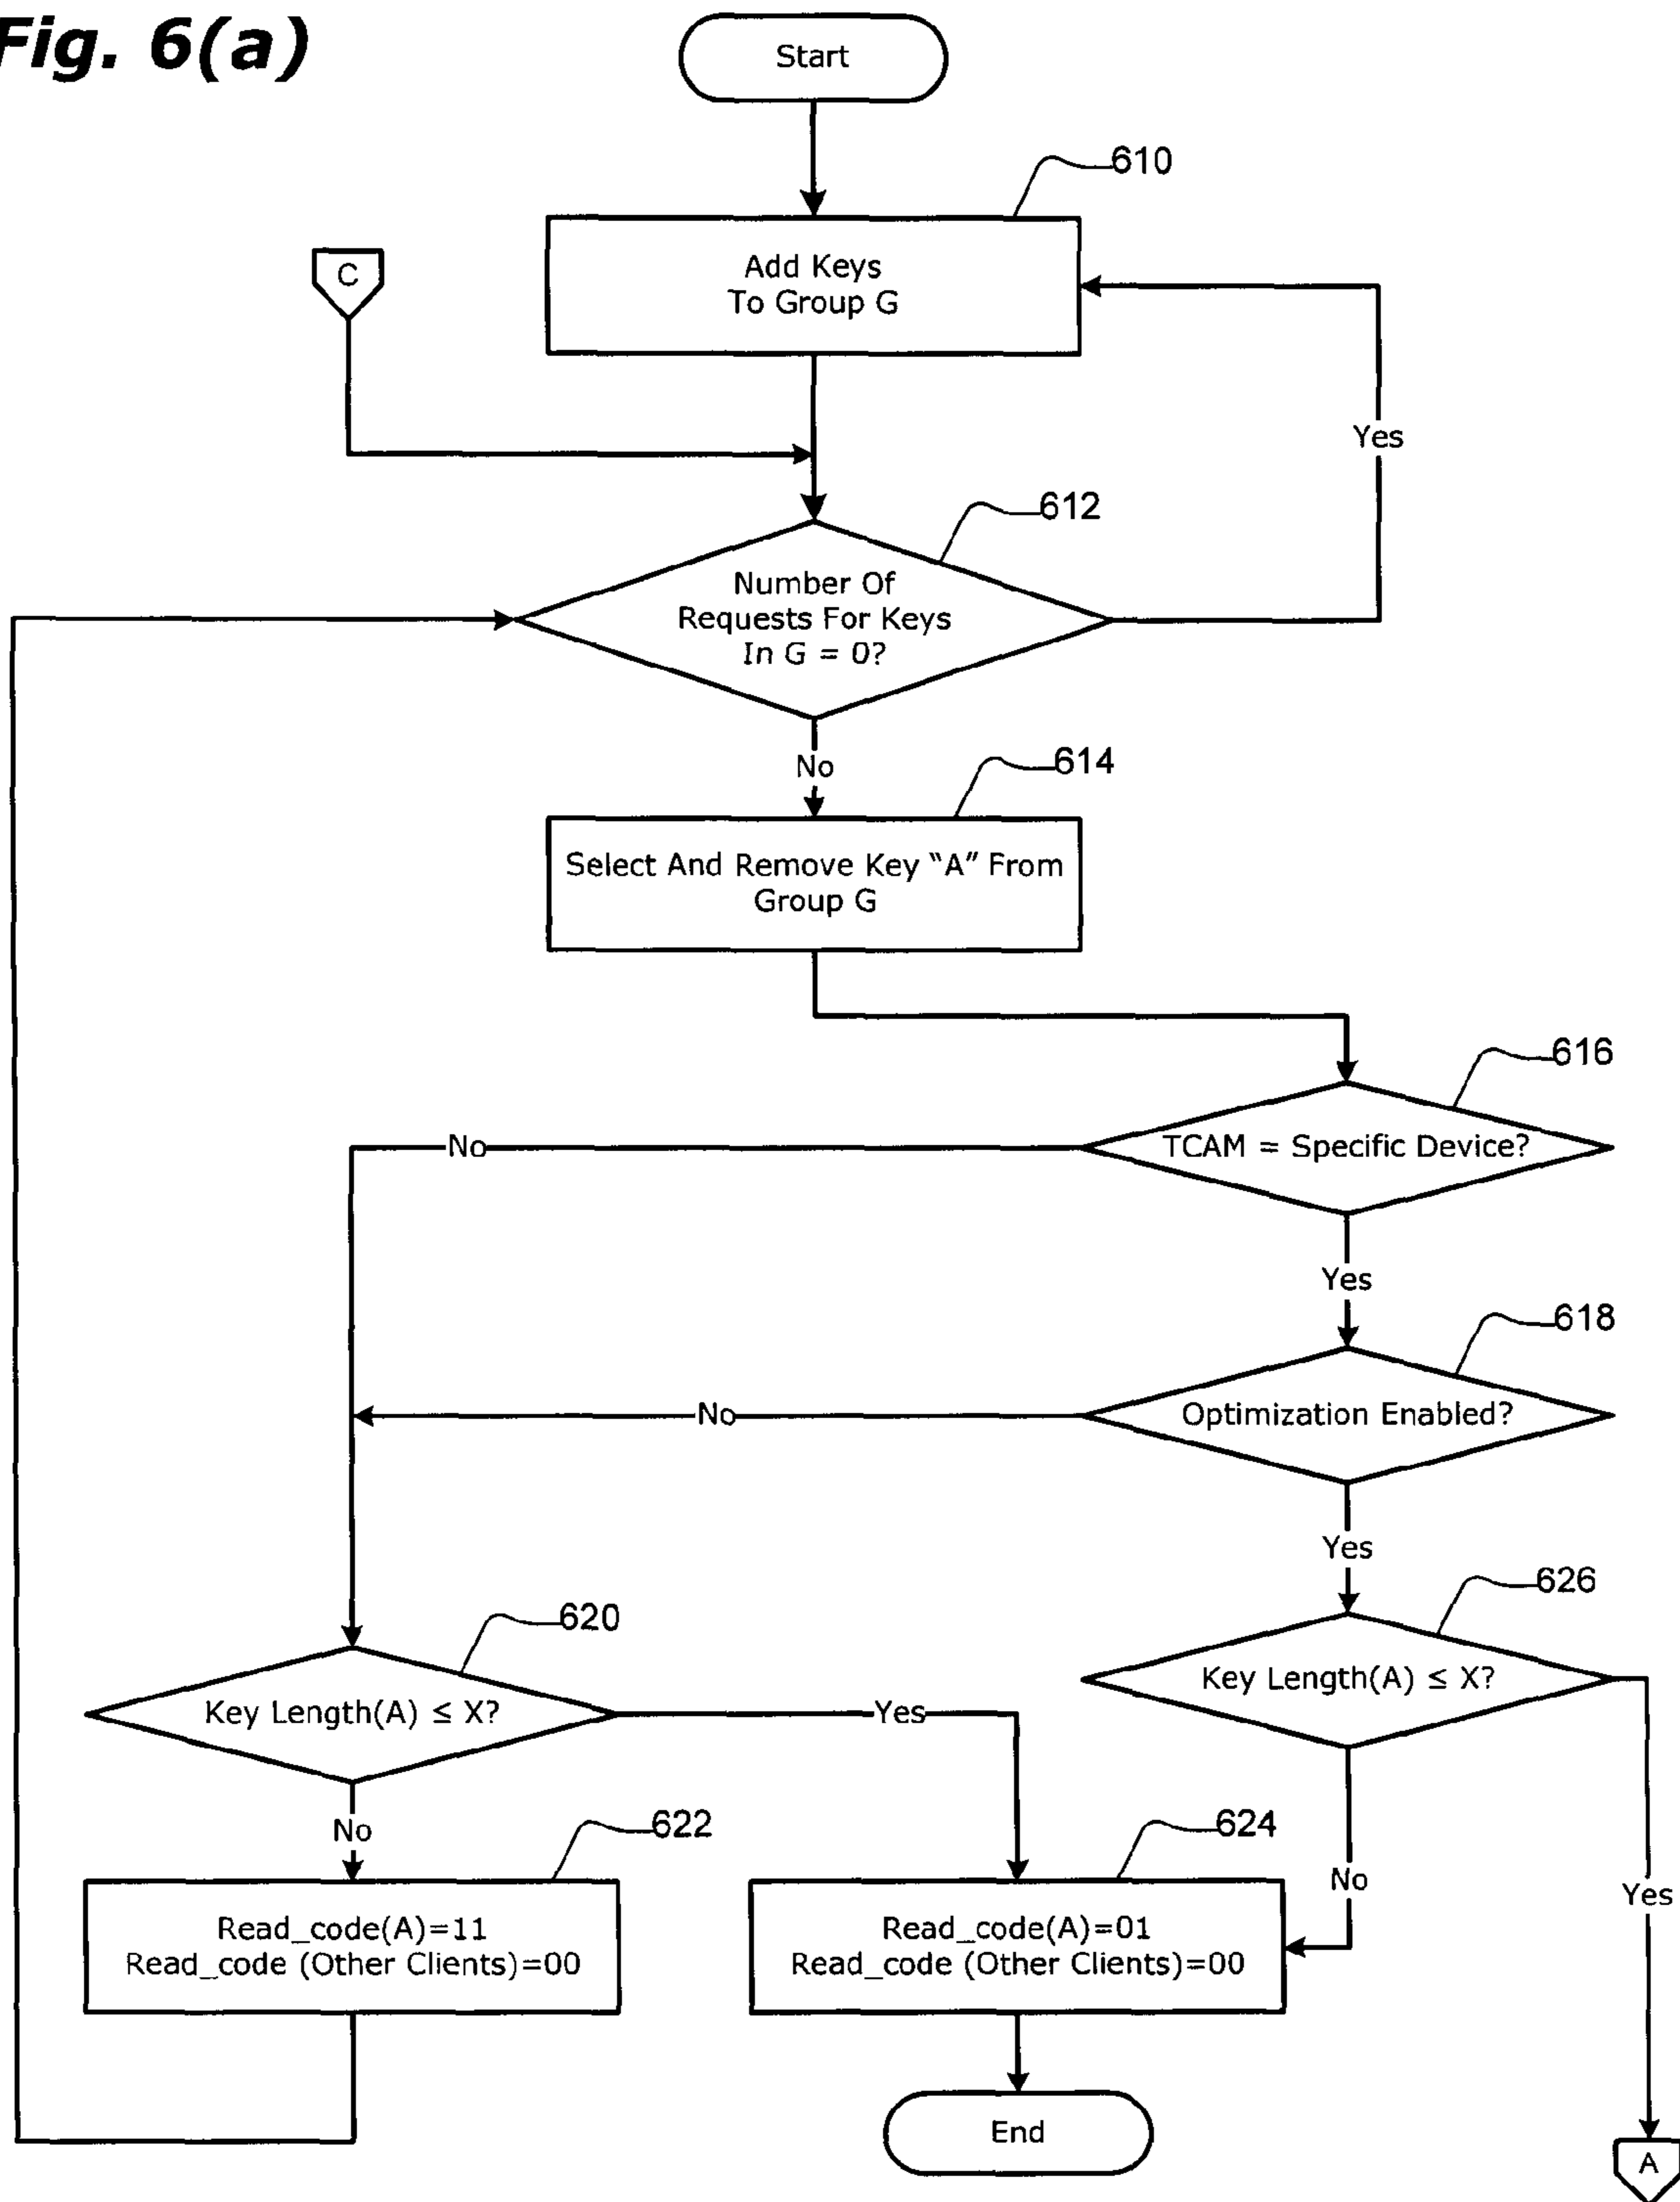 Fig. 6(a)
Start
610
Add Keys
To Group G
C
Yes
612
Number Of
Requests For Keys
In G = 0?
No
614
Select And Remove Key “A” From
Group G
616
TCAM = Specific Device?
No
Yes
618
Optimization Enabled?
No
Yes
626
Key Length(A) ≤ X?
620
Key Length(A) ≤ X?
Yes
No
622
Read_code(A)=11
Read_code (Other Clients)=00
624
Read_code(A)=01
Read_code (Other Clients)=00
No
Yes
End
A